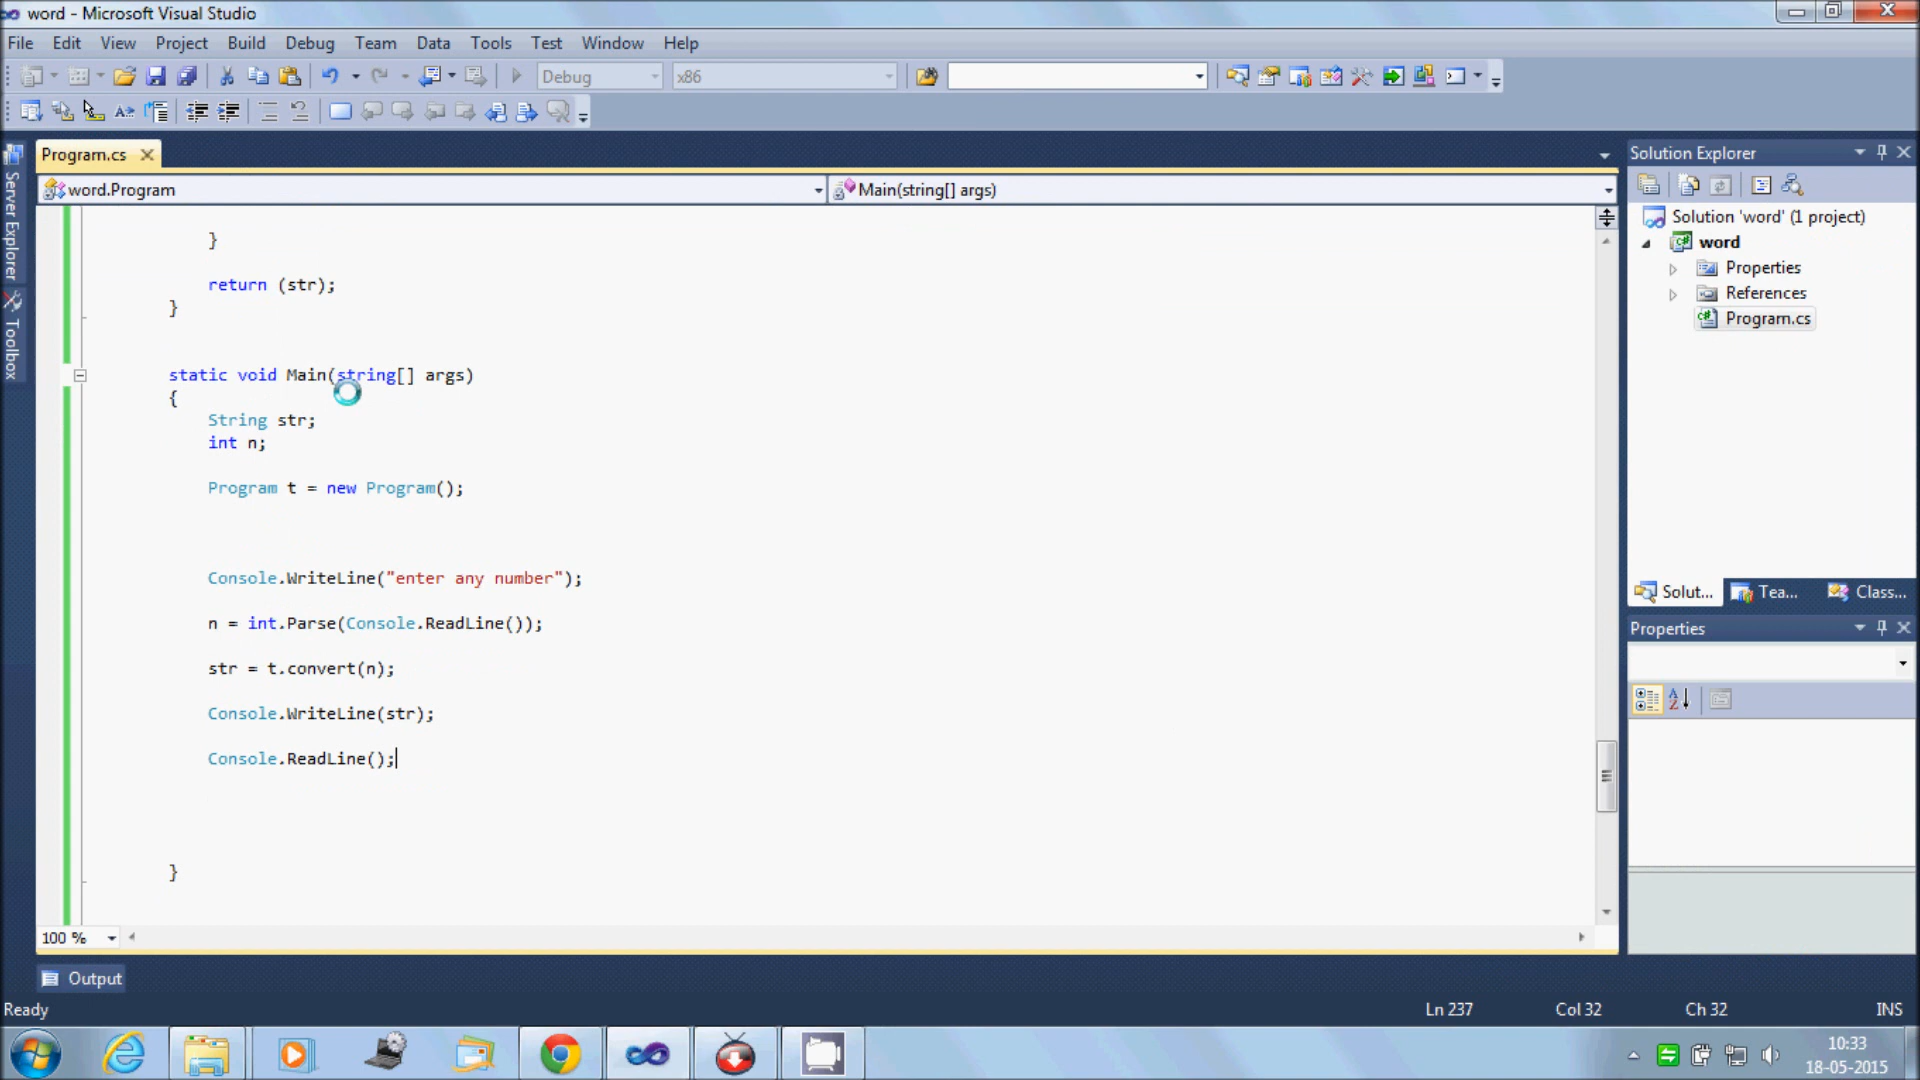 word - Microsoft Visual Studio
File Edit View Project Build Debug Team Data Tools Test Window Help
Debug x86
Program.cs
word.Program Main(string[] args)
Server Explorer
Toolbox
}
return (str);
}
static void Main(string[] args)
{
String str;
int n;
Program t = new Program();
Console.WriteLine("enter any number");
n = int.Parse(Console.ReadLine());
str = t.convert(n);
Console.WriteLine(str);
Console.ReadLine();
}
100 %
Solution Explorer
Solution 'word' (1 project)
word
Properties
References
Program.cs
Solut... Tea... Class...
Properties
Output
Ready Ln 237 Col 32 Ch 32 INS
10:33
18-05-2015